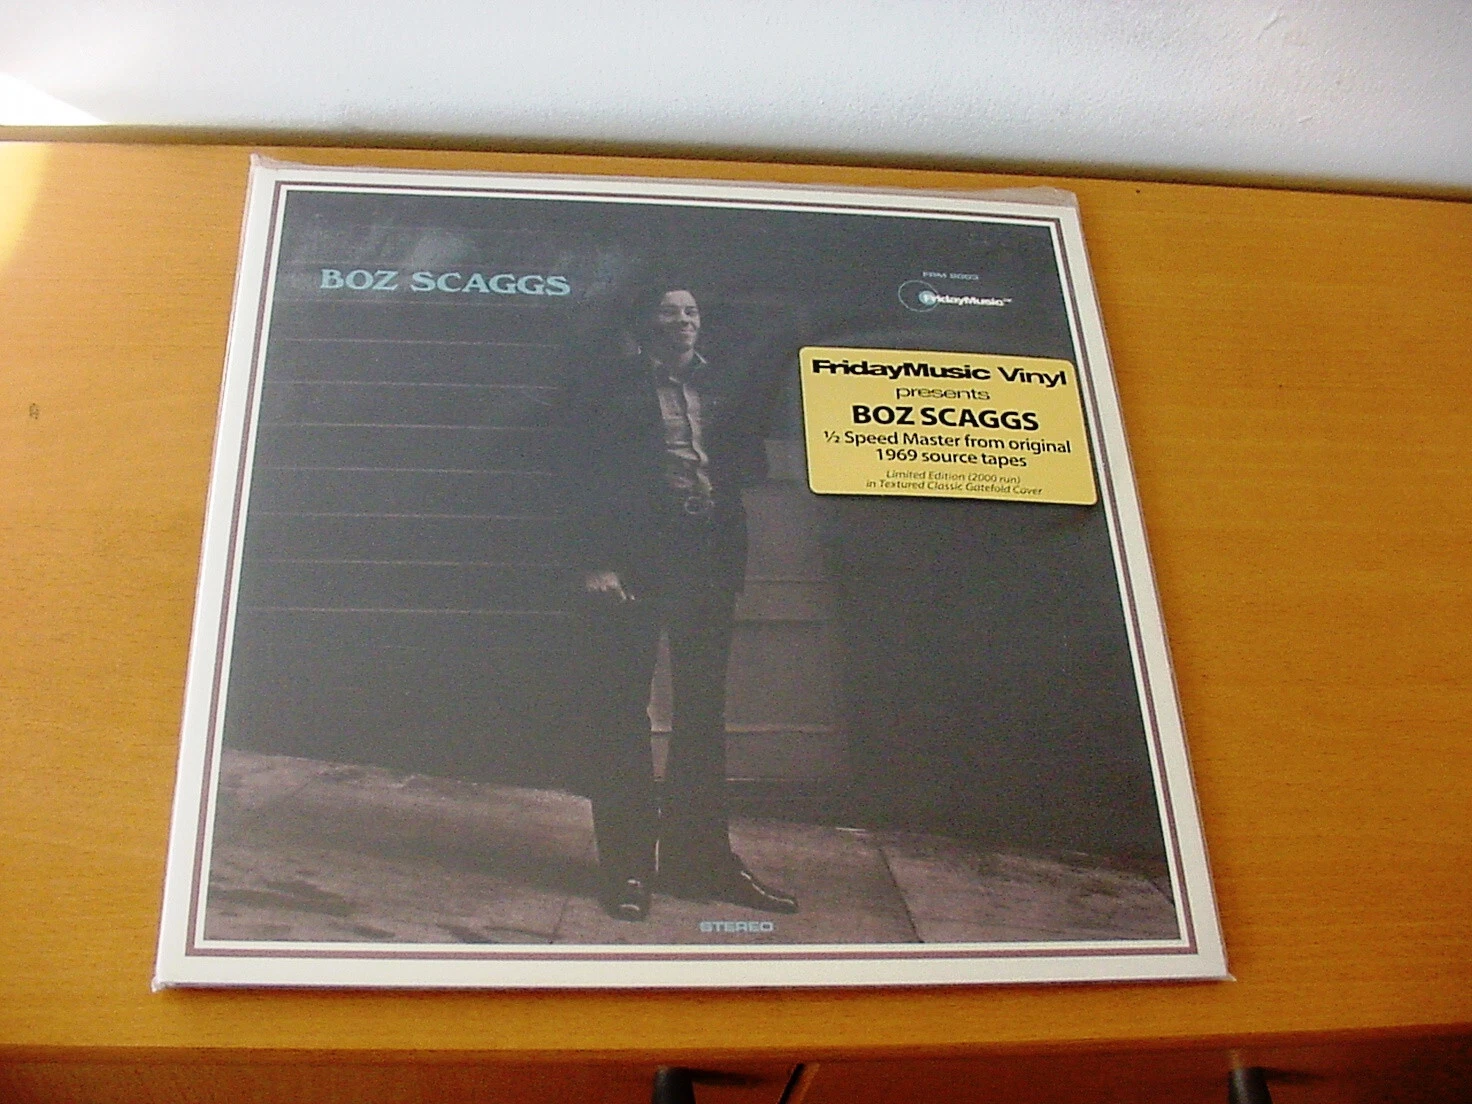 BOZ SCAGGS
FridayMusic
FridayMusic Vinyl
presents
BOZ SCAGGS
½ Speed Master from original
1969 source tapes
Limited Edition (2000 run)
in Textured Classic Gatefold Cover
STEREO